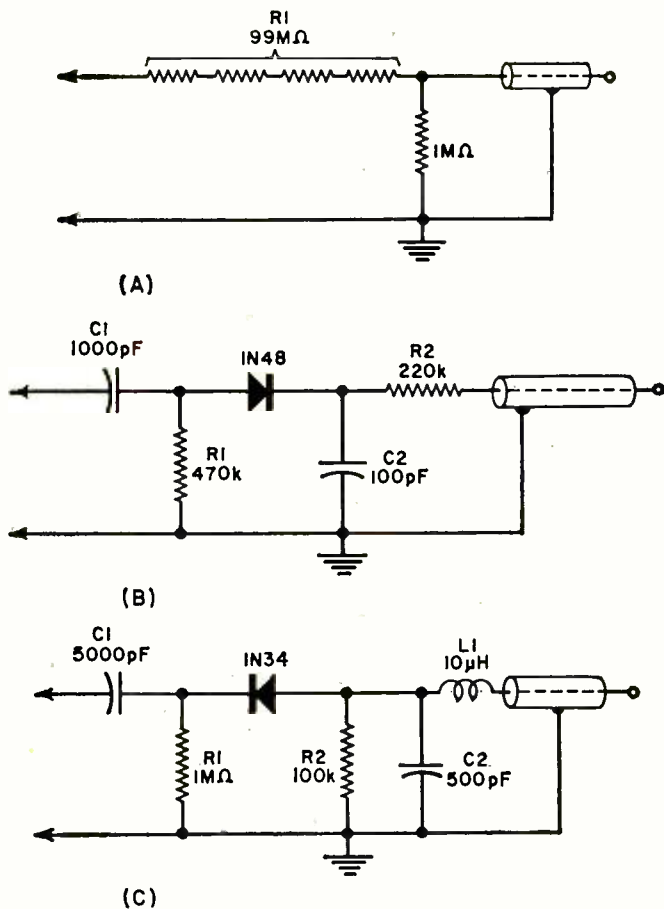 R1
99MΩ
1MΩ
(A)
C1
1000pF
IN48
R2
220k
R1
470k
C2
100pF
(B)
C1
5000pF
IN34
L1
10μH
R1
1MΩ
R2
100k
C2
500pF
(C)